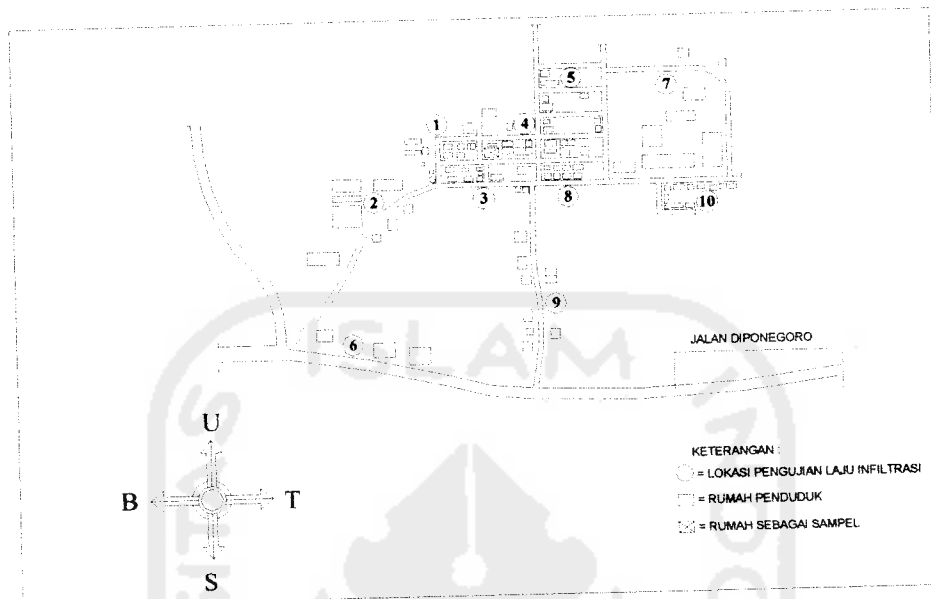 5
7
1
4
2
3
8
10
9
6
ISLAM
JALAN DIPONEGORO
U
B
T
S
KETERANGAN :
= LOKASI PENGUJIAN LAJU INFILTRASI
= RUMAH PENDUDUK
= RUMAH SEBAGAI SAMPEL